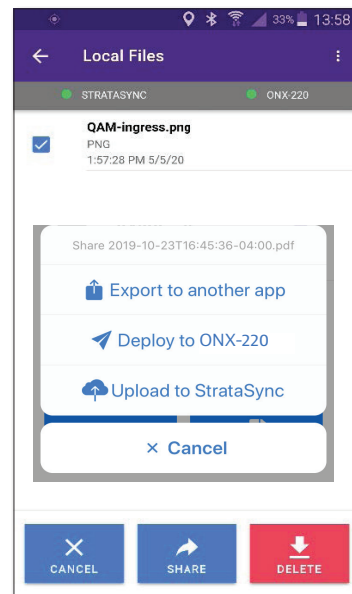 33% 13:58
Local Files
STRATASYNC ONX-220
QAM-ingress.png
PNG
1:57:28 PM 5/5/20
Share 2019-10-23T16:45:36-04:00.pdf
Export to another app
Deploy to ONX-220
Upload to StrataSync
× Cancel
CANCEL SHARE DELETE